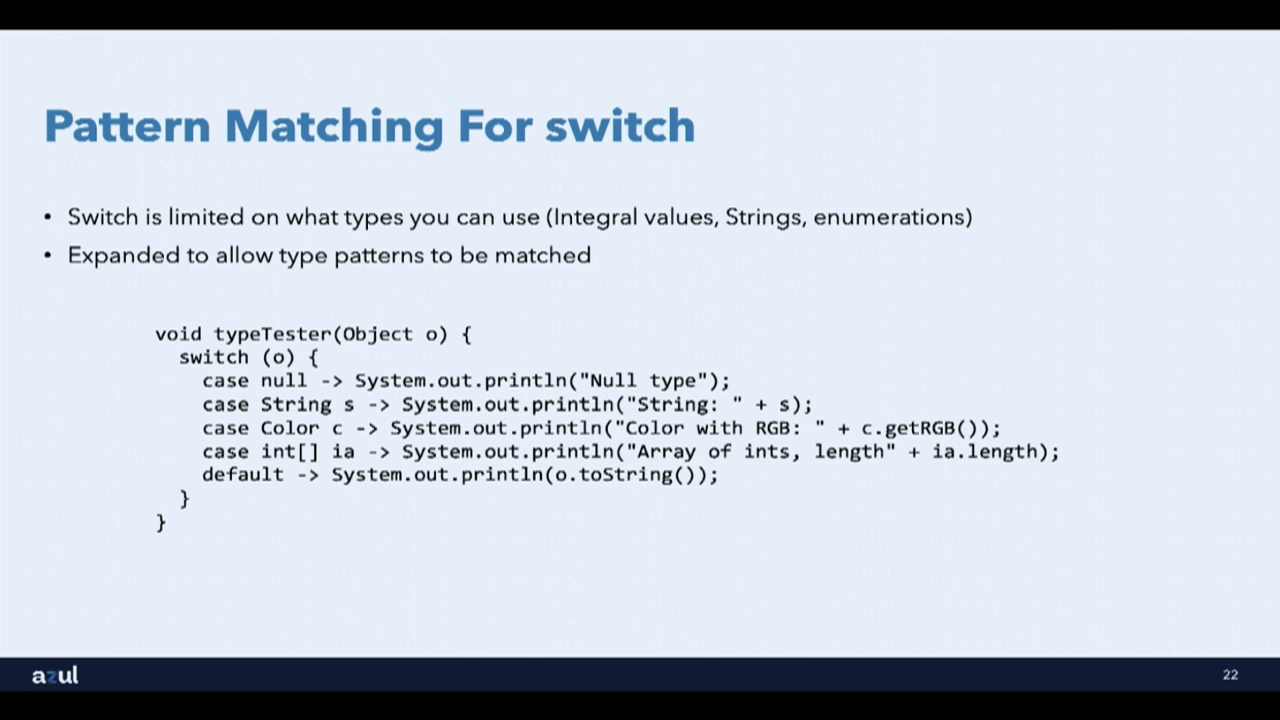 Pattern Matching For switch
• Switch is limited on what types you can use (Integral values, Strings, enumerations)
• Expanded to allow type patterns to be matched
void typeTester(Object o) {
  switch (o) {
    case null -> System.out.println("Null type");
    case String s -> System.out.println("String: " + s);
    case Color c -> System.out.println("Color with RGB: " + c.getRGB());
    case int[] ia -> System.out.println("Array of ints, length" + ia.length);
    default -> System.out.println(o.toString());
  }
}
azul
22